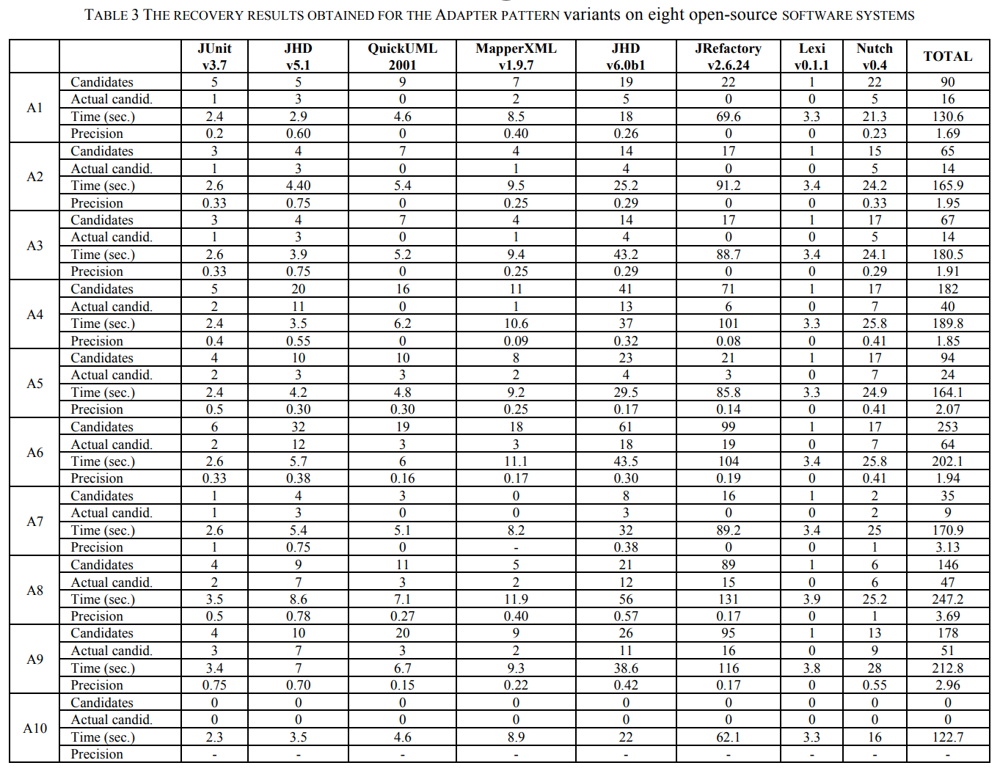 TABLE 3 THE RECOVERY RESULTS OBTAINED FOR THE ADAPTER PATTERN variants on eight open-source SOFTWARE SYSTEMS
JUnit v3.7 JHD v5.1 QuickUML 2001 MapperXML v1.9.7 JHD v6.0b1 JRefactory v2.6.24 Lexi v0.1.1 Nutch v0.4 TOTAL
A1
Candidates 5 5 9 7 19 22 1 22 90
Actual candid. 1 3 0 2 5 0 0 5 16
Time (sec.) 2.4 2.9 4.6 8.5 18 69.6 3.3 21.3 130.6
Precision 0.2 0.60 0 0.40 0.26 0 0 0.23 1.69
A2
Candidates 3 4 7 4 14 17 1 15 65
Actual candid. 1 3 0 1 4 0 0 5 14
Time (sec.) 2.6 4.40 5.4 9.5 25.2 91.2 3.4 24.2 165.9
Precision 0.33 0.75 0 0.25 0.29 0 0 0.33 1.95
A3
Candidates 3 4 7 4 14 17 1 17 67
Actual candid. 1 3 0 1 4 0 0 5 14
Time (sec.) 2.6 3.9 5.2 9.4 43.2 88.7 3.4 24.1 180.5
Precision 0.33 0.75 0 0.25 0.29 0 0 0.29 1.91
A4
Candidates 5 20 16 11 41 71 1 17 182
Actual candid. 2 11 0 1 13 6 0 7 40
Time (sec.) 2.4 3.5 6.2 10.6 37 101 3.3 25.8 189.8
Precision 0.4 0.55 0 0.09 0.32 0.08 0 0.41 1.85
A5
Candidates 4 10 10 8 23 21 1 17 94
Actual candid. 2 3 3 2 4 3 0 7 24
Time (sec.) 2.4 4.2 4.8 9.2 29.5 85.8 3.3 24.9 164.1
Precision 0.5 0.30 0.30 0.25 0.17 0.14 0 0.41 2.07
A6
Candidates 6 32 19 18 61 99 1 17 253
Actual candid. 2 12 3 3 18 19 0 7 64
Time (sec.) 2.6 5.7 6 11.1 43.5 104 3.4 25.8 202.1
Precision 0.33 0.38 0.16 0.17 0.30 0.19 0 0.41 1.94
A7
Candidates 1 4 3 0 8 16 1 2 35
Actual candid. 1 3 0 0 3 0 0 2 9
Time (sec.) 2.6 5.4 5.1 8.2 32 89.2 3.4 25 170.9
Precision 1 0.75 0 - 0.38 0 0 1 3.13
A8
Candidates 4 9 11 5 21 89 1 6 146
Actual candid. 2 7 3 2 12 15 0 6 47
Time (sec.) 3.5 8.6 7.1 11.9 56 131 3.9 25.2 247.2
Precision 0.5 0.78 0.27 0.40 0.57 0.17 0 1 3.69
A9
Candidates 4 10 20 9 26 95 1 13 178
Actual candid. 3 7 3 2 11 16 0 9 51
Time (sec.) 3.4 7 6.7 9.3 38.6 116 3.8 28 212.8
Precision 0.75 0.70 0.15 0.22 0.42 0.17 0 0.55 2.96
A10
Candidates 0 0 0 0 0 0 0 0 0
Actual candid. 0 0 0 0 0 0 0 0 0
Time (sec.) 2.3 3.5 4.6 8.9 22 62.1 3.3 16 122.7
Precision - - - - - - - - -